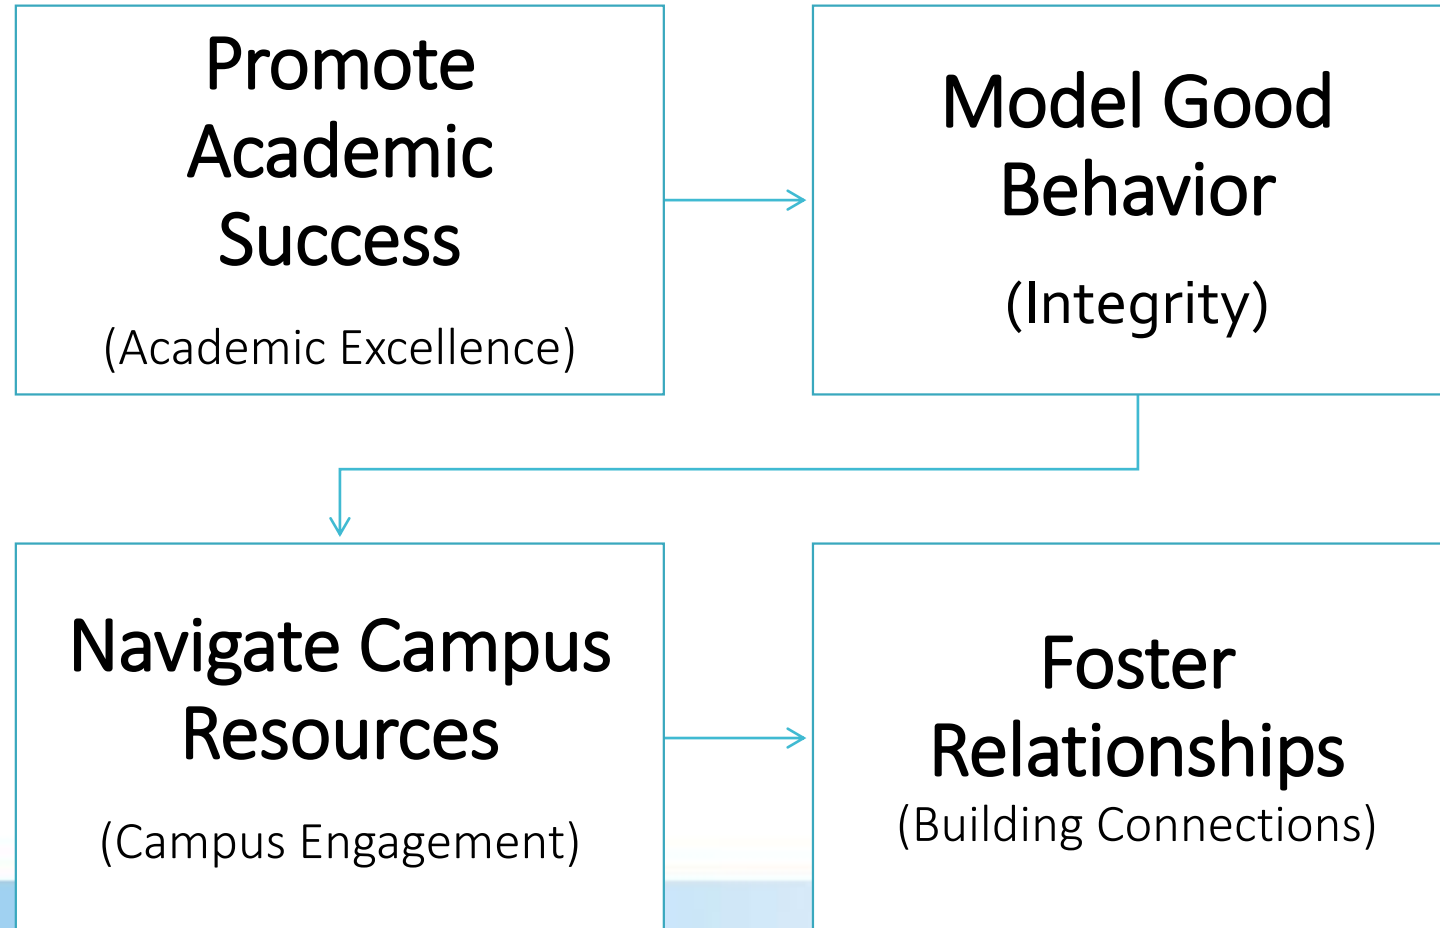 Promote
Academic
Success
(Academic Excellence)
Model Good
Behavior
(Integrity)
Navigate Campus
Resources
(Campus Engagement)
Foster
Relationships
(Building Connections)